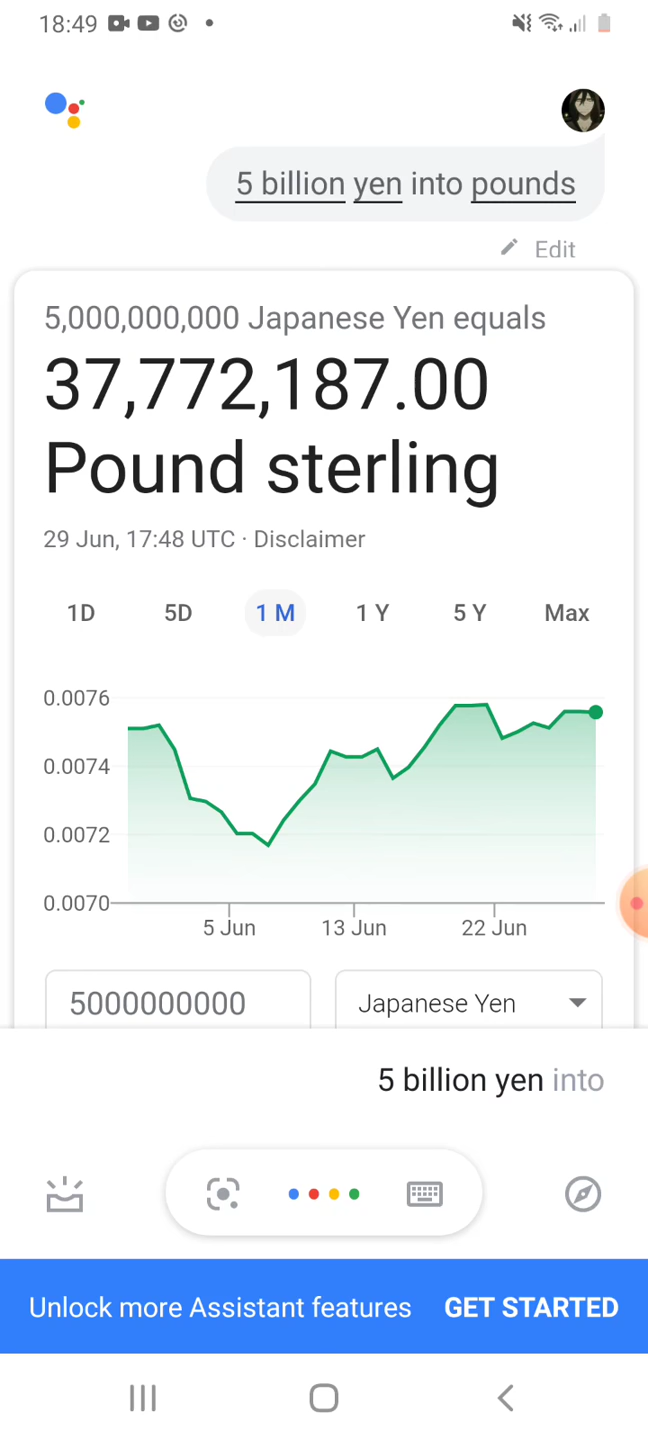 18:49
5 billion yen into pounds
Edit
5,000,000,000 Japanese Yen equals
37,772,187.00
Pound sterling
29 Jun, 17:48 UTC · Disclaimer
1D 5D 1 M 1 Y 5 Y Max
0.0076
0.0074
0.0072
0.0070
5 Jun 13 Jun 22 Jun
5000000000 Japanese Yen
5 billion yen into
Unlock more Assistant features GET STARTED